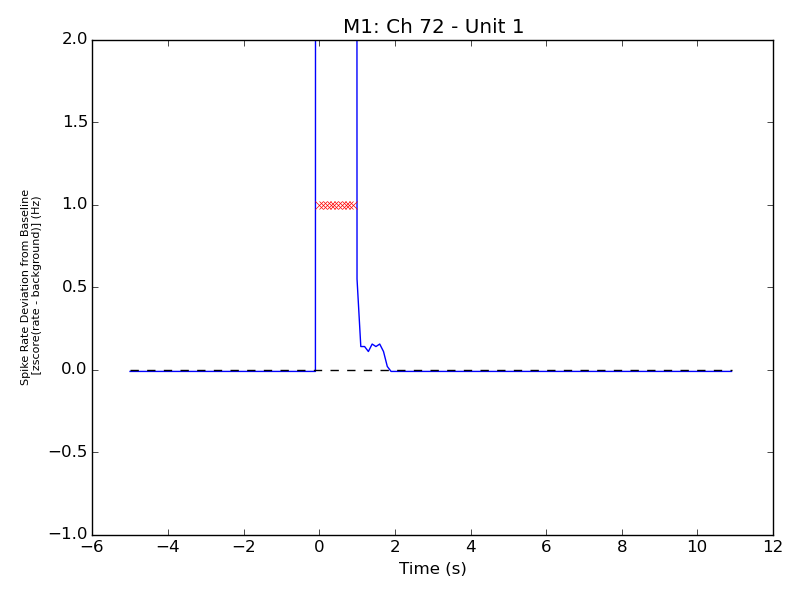 M1: Ch 72 - Unit 1
2.0
1.5
1.0
0.5
0.0
−0.5
−1.0
Spike Rate Deviation from Baseline
[zscore(rate - background)] (Hz)
−6 −4 −2 0 2 4 6 8 10 12
Time (s)